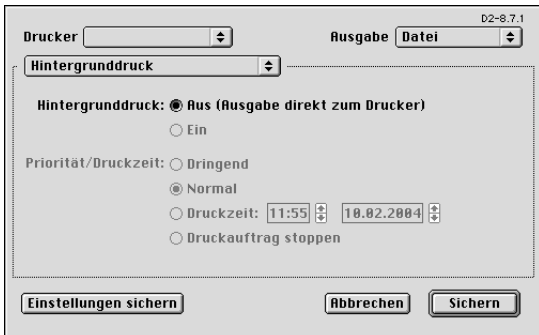 D2-8.7.1
Drucker Ausgabe Datei
Hintergrunddruck
Hintergrunddruck: Aus (Ausgabe direkt zum Drucker)
Ein
Priorität/Druckzeit: Dringend
Normal
Druckzeit: 11:55 10.02.2004
Druckauftrag stoppen
Einstellungen sichern Abbrechen Sichern